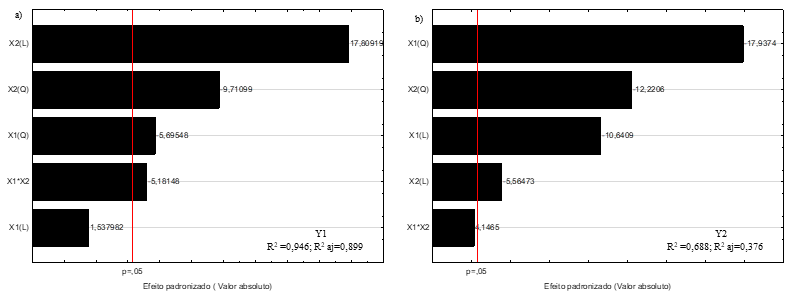 a)
X2(L)
17,80919
X2(Q)
-9,71099
X1(Q)
-5,69548
X1*X2
-5,18148
X1(L)
1,537982
Y1
R² =0,946; R² aj=0,899
p=,05
Efeito padronizado ( Valor absoluto)
b)
X1(Q)
-17,9374
X2(Q)
-12,2206
X1(L)
-10,6409
X2(L)
-5,56473
X1*X2
4,1465
Y2
R² =0,688; R² aj=0,376
p=,05
Efeito padronizado (Valor absoluto)